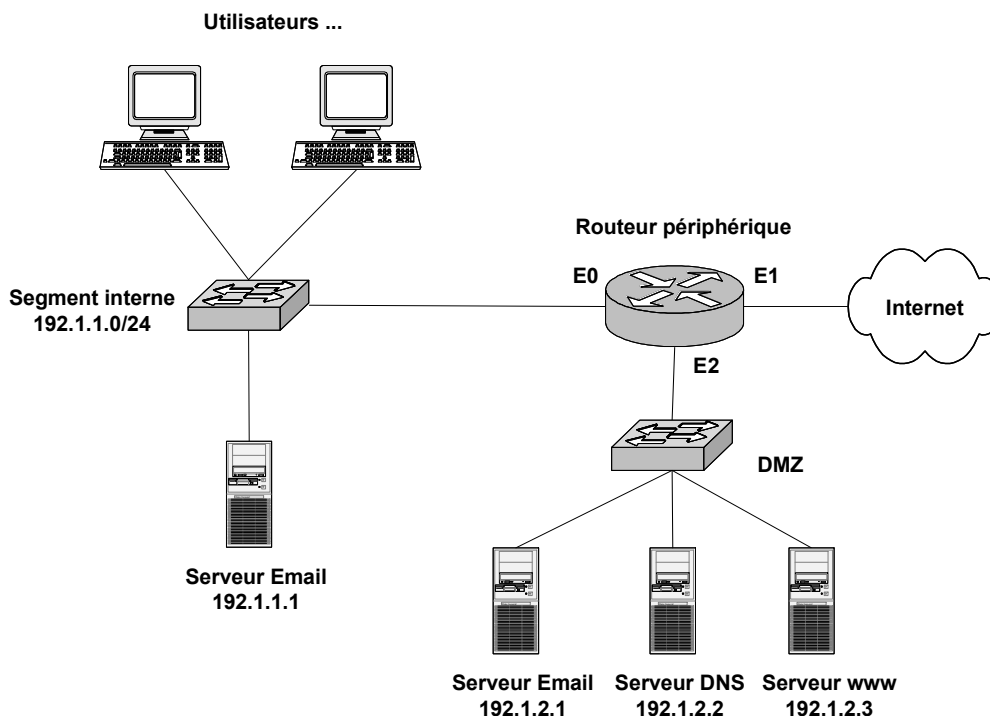 Utilisateurs ...
Routeur périphérique
E0
E1
Segment interne
192.1.1.0/24
Internet
E2
DMZ
Serveur Email
192.1.1.1
Serveur Email
192.1.2.1
Serveur DNS
192.1.2.2
Serveur www
192.1.2.3